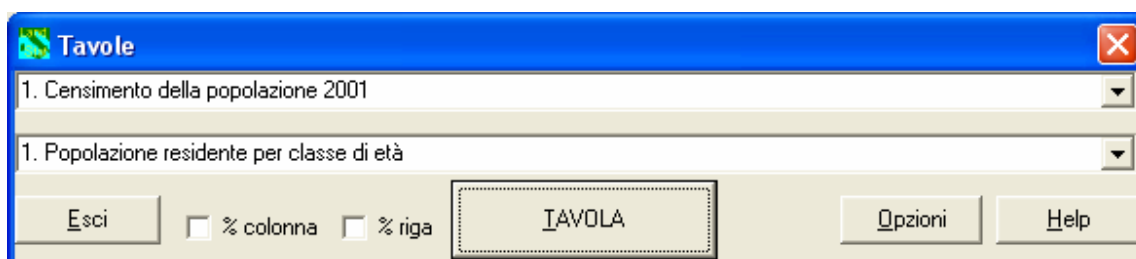 Tavole
1. Censimento della popolazione 2001
1. Popolazione residente per classe di età
Esci % colonna % riga TAVOLA Opzioni Help